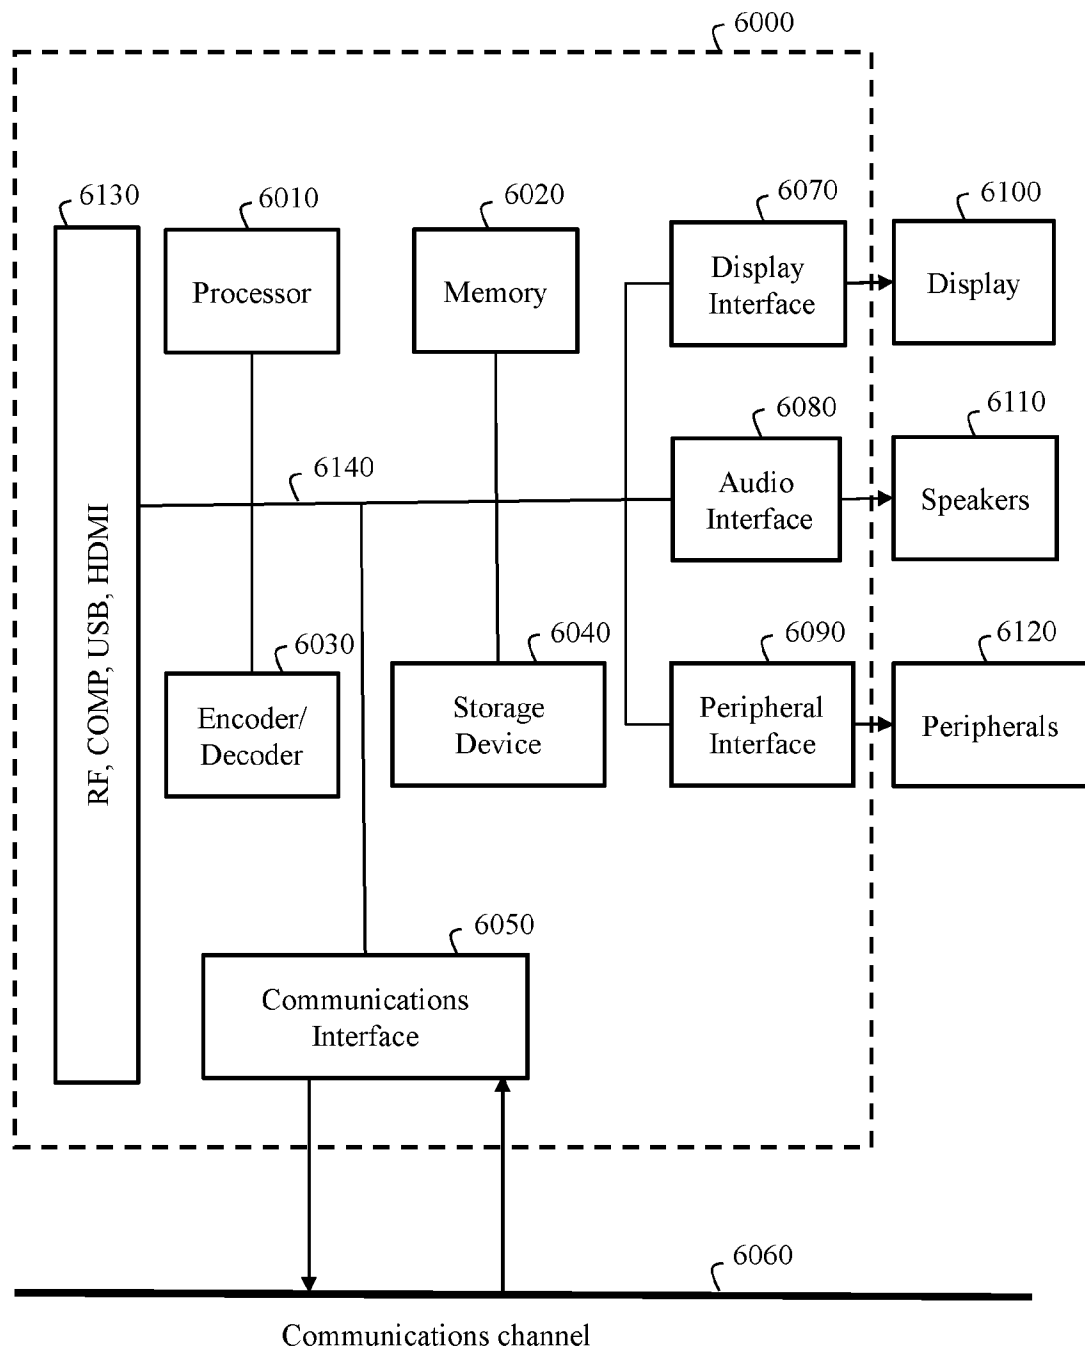 6000
6130
6010
6020
6070
6100
Processor
Memory
Display
Interface
Display
6080
6110
6140
Audio
Interface
Speakers
RF, COMP, USB, HDMI
6030
6040
6090
6120
Encoder/
Decoder
Storage
Device
Peripheral
Interface
Peripherals
6050
Communications
Interface
6060
Communications channel